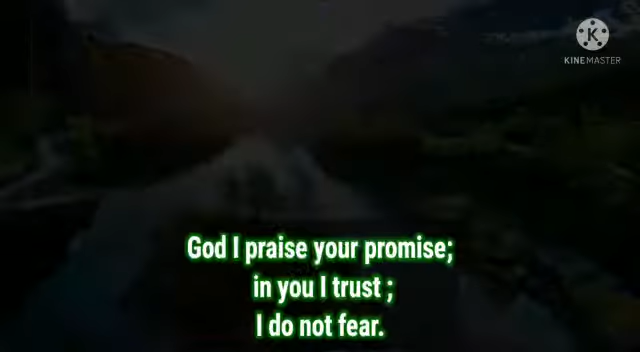 KINEMASTER
God I praise your promise;
in you I trust ;
I do not fear.